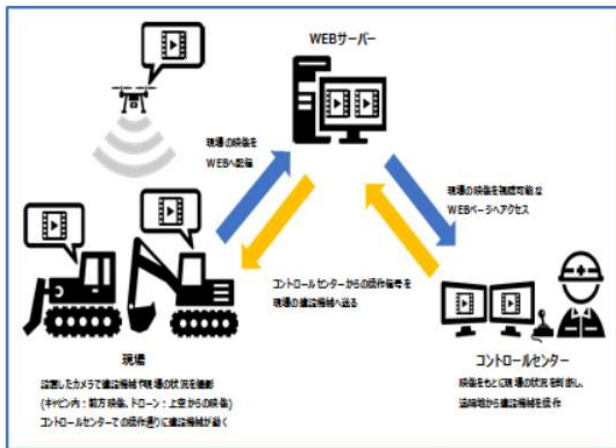 WEBサーバー
現場の映像を
WEBへ配信
現場の映像を視聴可能な
WEBページへアクセス
コントロールセンターからの操作信号を
現場の建設機械へ送る
現場
設置したカメラで建設機械や現場の状況を撮影
(キャビン内：前方映像、ドローン：上空からの映像)
コントロールセンターでの操作通りに建設機械が動く
コントロールセンター
映像をもとに現場の状況を判断し、
遠隔地から建設機械を操作